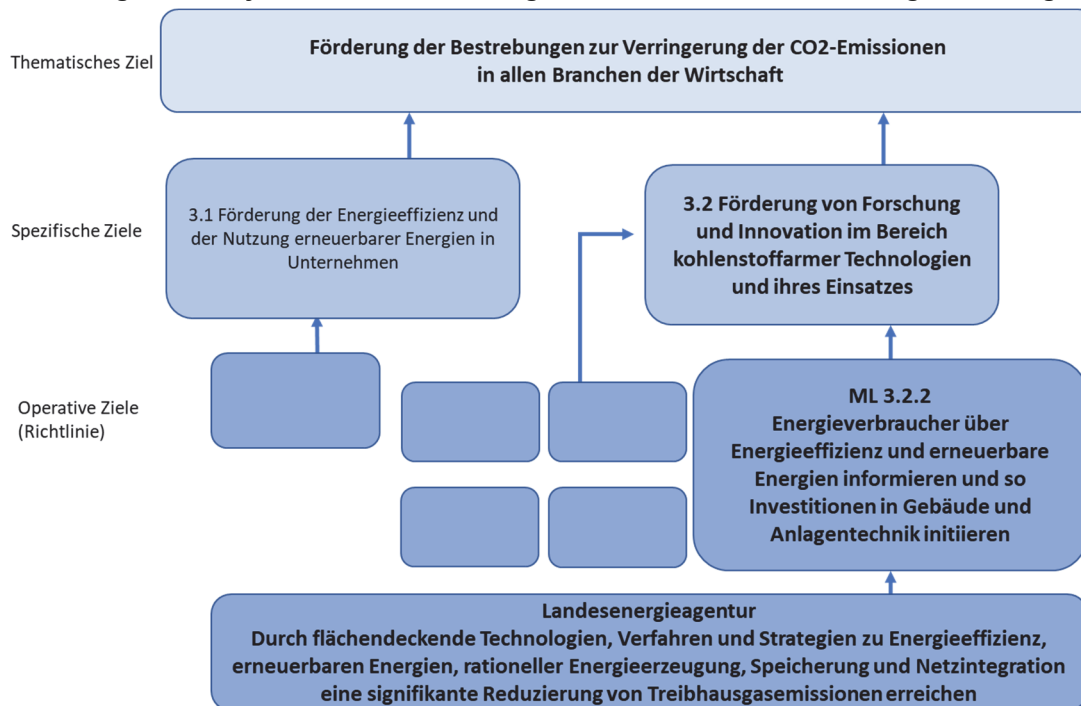 Thematisches Ziel
Förderung der Bestrebungen zur Verringerung der CO2-Emissionen
in allen Branchen der Wirtschaft
Spezifische Ziele
3.1 Förderung der Energieeffizienz und
der Nutzung erneuerbarer Energien in
Unternehmen
3.2 Förderung von Forschung
und Innovation im Bereich
kohlenstoffarmer Technologien
und ihres Einsatzes
Operative Ziele
(Richtlinie)
ML 3.2.2
Energieverbraucher über
Energieeffizienz und erneuerbare
Energien informieren und so
Investitionen in Gebäude und
Anlagentechnik initiieren
Landesenergieagentur
Durch flächendeckende Technologien, Verfahren und Strategien zu Energieeffizienz,
erneuerbaren Energien, rationeller Energieerzeugung, Speicherung und Netzintegration
eine signifikante Reduzierung von Treibhausgasemissionen erreichen